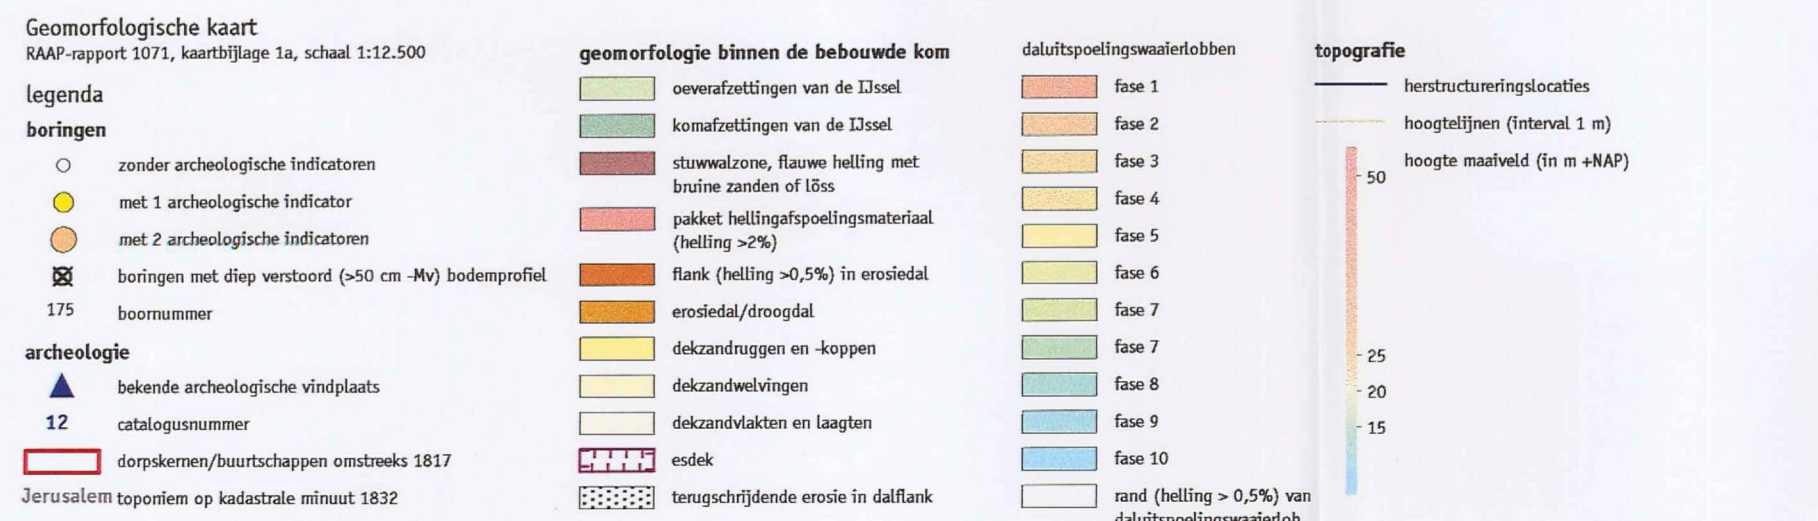 Geomorfologische kaart
RAAP-rapport 1071, kaartbijlage 1a, schaal 1:12.500
legenda
boringen
zonder archeologische indicatoren
met 1 archeologische indicator
met 2 archeologische indicatoren
boringen met diep verstoord (>50 cm -Mv) bodemprofiel
175 boornummer
archeologie
bekende archeologische vindplaats
12 catalogusnummer
dorpskernen/buurtschappen omstreeks 1817
Jerusalem toponiem op kadastrale minuut 1832
geomorfologie binnen de bebouwde kom
oeverafzettingen van de IJssel
komafzettingen van de IJssel
stuwwalzone, flauwe helling met
bruine zanden of löss
pakket hellingafspoelingsmateriaal
(helling >2%)
flank (helling >0,5%) in erosiedal
erosiedal/droogdal
dekzandruggen en -koppen
dekzandwelvingen
dekzandvlakten en laagten
esdek
terugschrijdende erosie in dalflank
daluitspoelingswaaierlobben
fase 1
fase 2
fase 3
fase 4
fase 5
fase 6
fase 7
fase 7
fase 8
fase 9
fase 10
rand (helling > 0,5%) van
daluitspoelingswaaierlob
topografie
herstructureringslocaties
hoogtelijnen (interval 1 m)
hoogte maaiveld (in m +NAP)
50
25
20
15